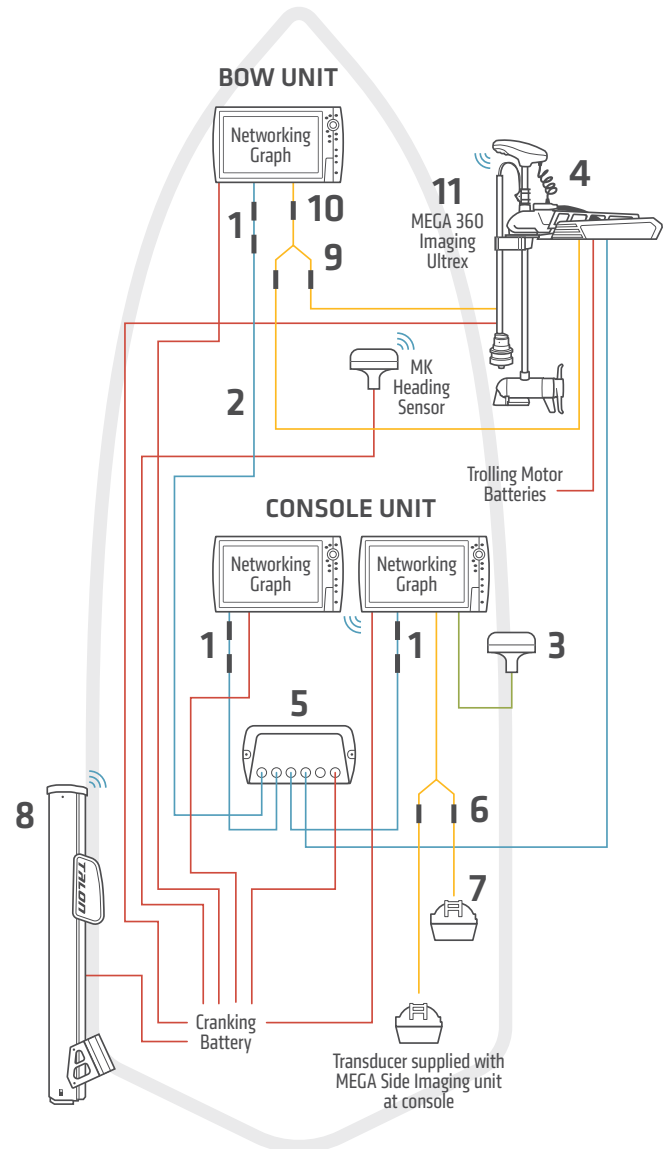 BOW UNIT
Networking
Graph
1
10
9
11
MEGA 360
Imaging
Ultrex
4
MK
Heading
Sensor
2
Trolling Motor
Batteries
CONSOLE UNIT
Networking
Graph
Networking
Graph
1
1
3
5
6
7
8
TALON
Cranking
Battery
Transducer supplied with
MEGA Side Imaging unit
at console